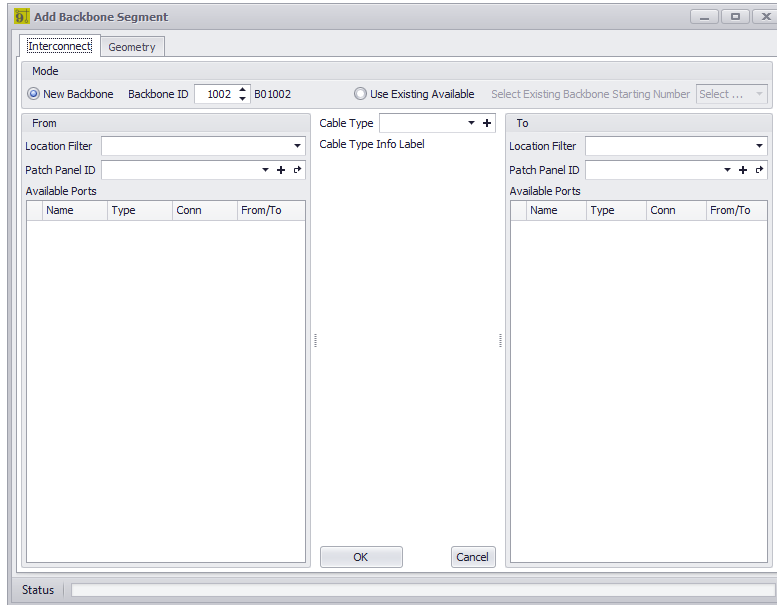 Add Backbone Segment
Interconnect Geometry
Mode
New Backbone Backbone ID 1002 B01002 Use Existing Available Select Existing Backbone Starting Number Select ...
From
Location Filter
Patch Panel ID
Available Ports
Name Type Conn From/To
Cable Type
Cable Type Info Label
OK Cancel
To
Location Filter
Patch Panel ID
Available Ports
Name Type Conn From/To
Status